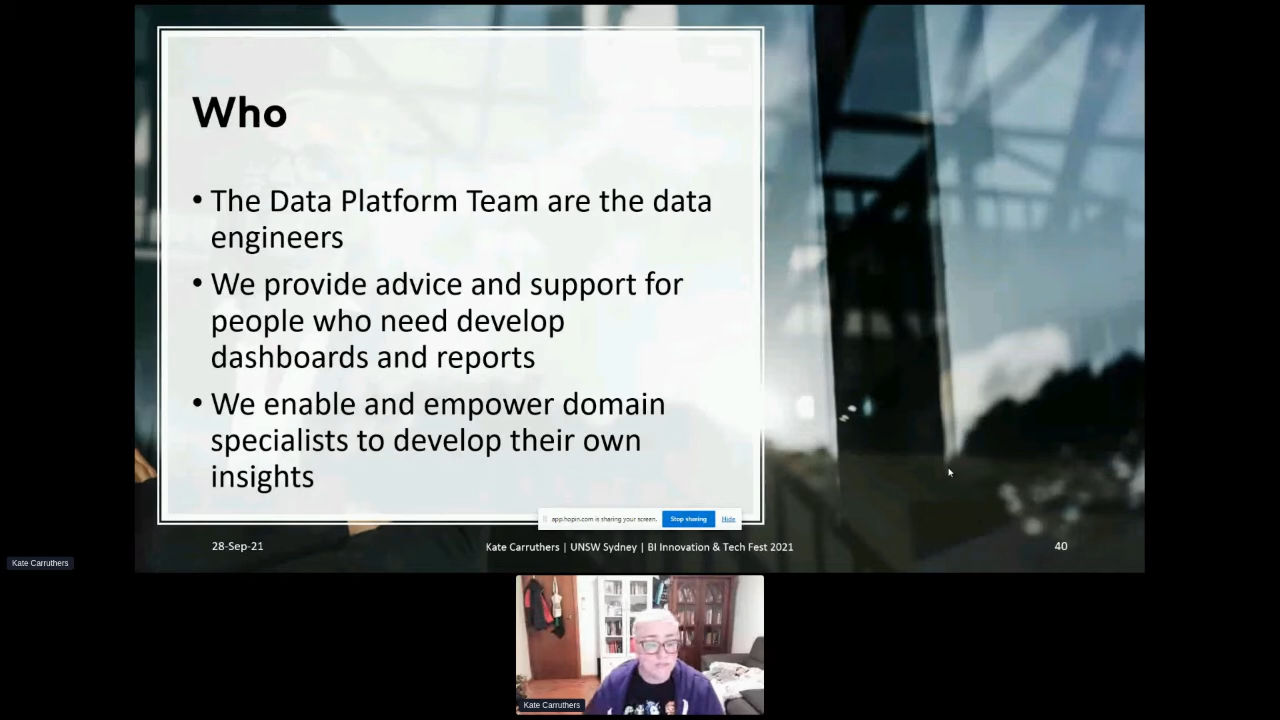 Who
• The Data Platform Team are the data
engineers
• We provide advice and support for
people who need develop
dashboards and reports
• We enable and empower domain
specialists to develop their own
insights
app.hopin.com is sharing your screen. Stop sharing Hide
28-Sep-21 Kate Carruthers | UNSW Sydney | BI Innovation & Tech Fest 2021 40
Kate Carruthers
Kate Carruthers